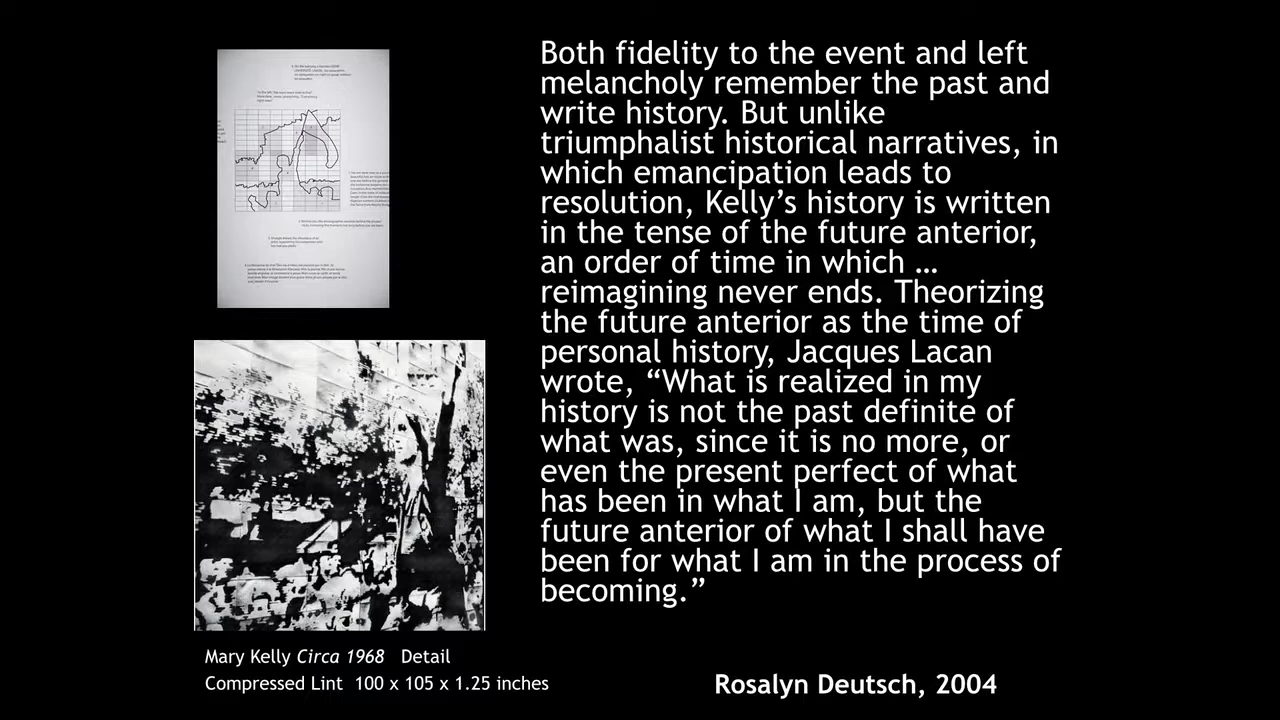 Both fidelity to the event and left
melancholy remember the past and
write history. But unlike
triumphalist historical narratives, in
which emancipation leads to
resolution, Kelly’s history is written
in the tense of the future anterior,
an order of time in which …
reimagining never ends. Theorizing
the future anterior as the time of
personal history, Jacques Lacan
wrote, “What is realized in my
history is not the past definite of
what was, since it is no more, or
even the present perfect of what
has been in what I am, but the
future anterior of what I shall have
been for what I am in the process of
becoming.”
Mary Kelly Circa 1968 Detail
Compressed Lint 100 x 105 x 1.25 inches
Rosalyn Deutsch, 2004